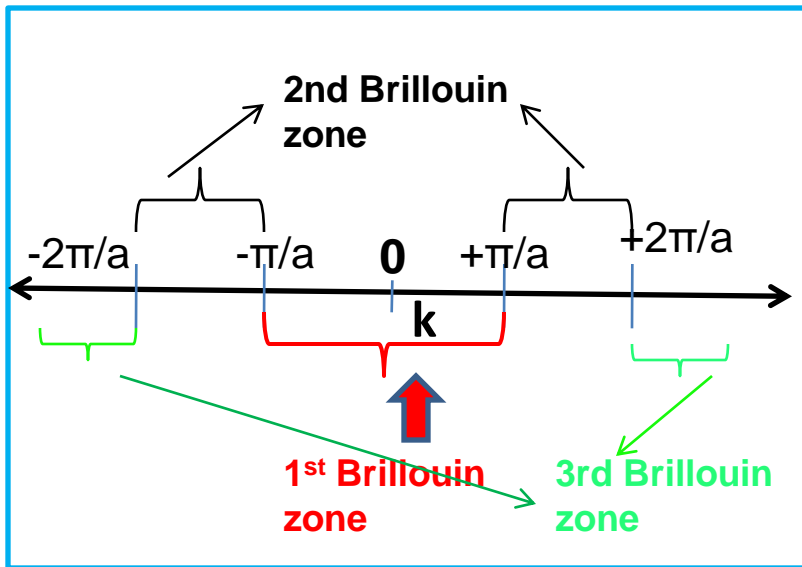 2nd Brillouin
zone
-2π/a -π/a 0 +π/a +2π/a
k
1st Brillouin
zone
3rd Brillouin
zone